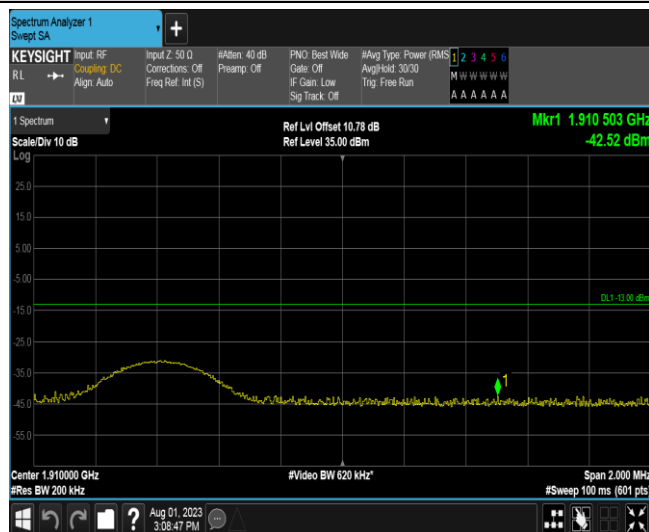 Spectrum Analyzer 1
Swept SA
+
KEYSIGHT
RL
LXI
Input: RF
Coupling: DC
Align: Auto
Input Z: 50 Ω
Corrections: Off
Freq Ref: Int (S)
#Atten: 40 dB
Preamp: Off
PNO: Best Wide
Gate: Off
IF Gain: Low
Sig Track: Off
#Avg Type: Power (RMS
Avg|Hold: 30/30
Trig: Free Run
1 2 3 4 5 6
M W W W W W
A A A A A A
1 Spectrum
Scale/Div 10 dB
Log
Ref Lvl Offset 10.78 dB
Ref Level 35.00 dBm
Mkr1 1.910 503 GHz
-42.52 dBm
25.0
15.0
5.00
-5.00
DL1 -13.00 dBm
-15.0
-25.0
-35.0
1
-45.0
-55.0
Center 1.910000 GHz
#Res BW 200 kHz
#Video BW 620 kHz*
Span 2.000 MHz
#Sweep 100 ms (601 pts)
?
Aug 01, 2023
3:08:47 PM